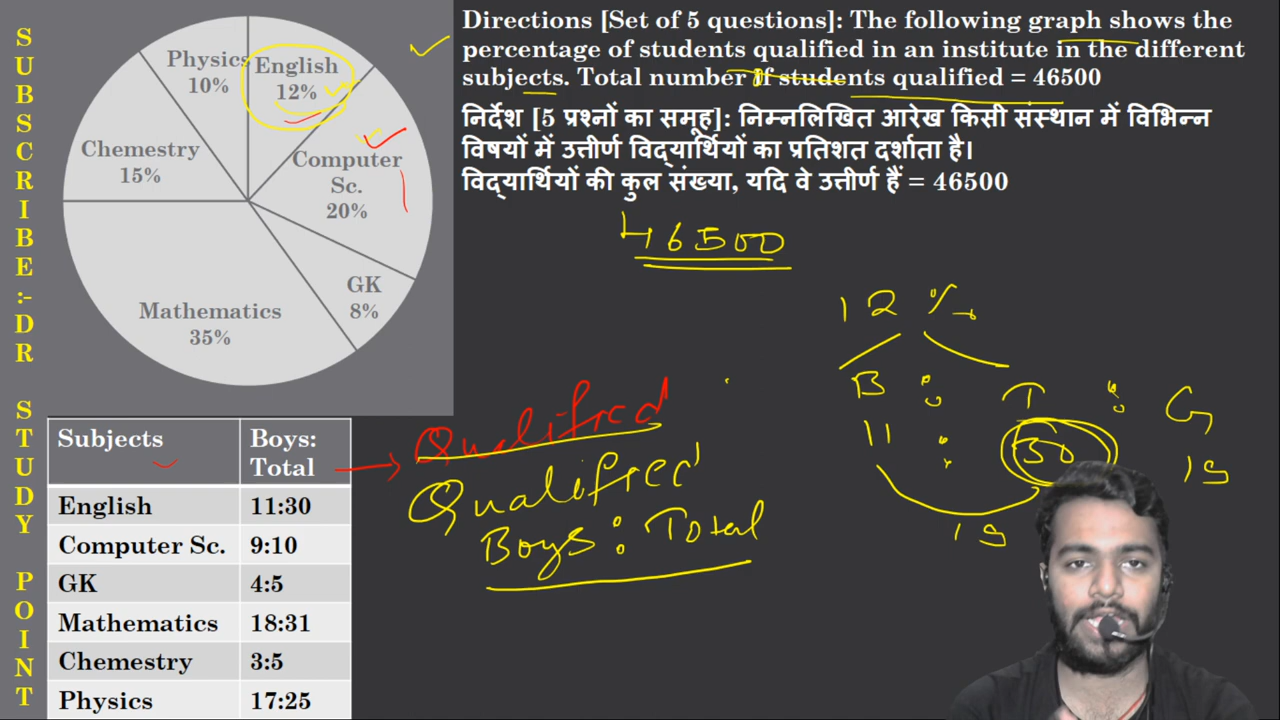 SUBSCRIBE:-DR STUDY POINT
Physics
10%
English
12%
Chemestry
15%
Computer
Sc.
20%
GK
8%
Mathematics
35%
Directions [Set of 5 questions]: The following graph shows the
percentage of students qualified in an institute in the different
subjects. Total number if students qualified = 46500
निर्देश [5 प्रश्नों का समूह]: निम्नलिखित आरेख किसी संस्थान में विभिन्न
विषयों में उत्तीर्ण विद्यार्थियों का प्रतिशत दर्शाता है।
विद्यार्थियों की कुल संख्या, यदि वे उत्तीर्ण हैं = 46500
46500
12%
B : T : G
11 : 30 19
19
Qualified
Qualified
Boys : Total
Subjects Boys:
Total
English 11:30
Computer Sc. 9:10
GK 4:5
Mathematics 18:31
Chemestry 3:5
Physics 17:25